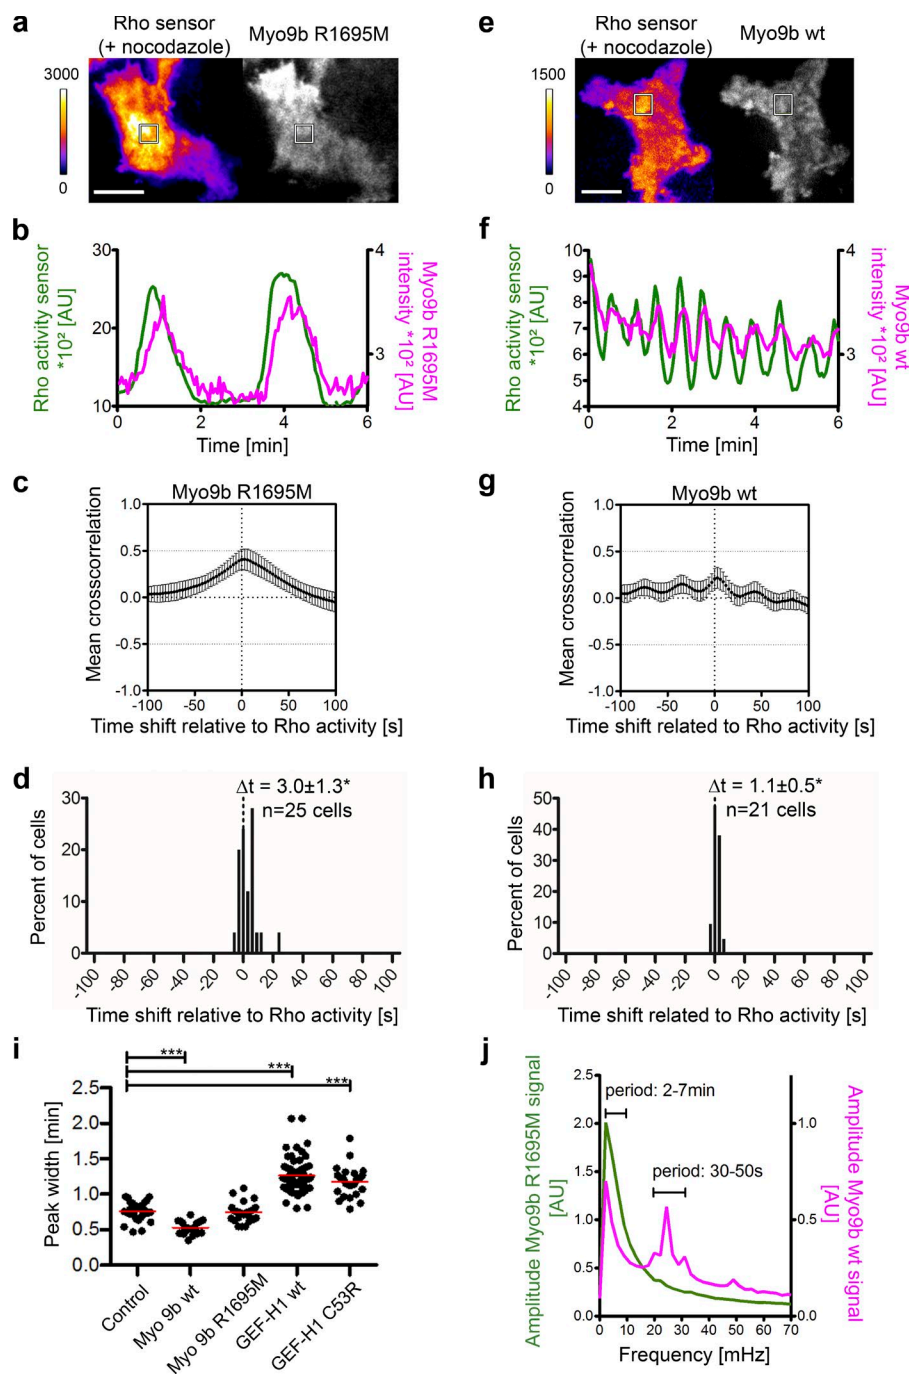 a
Rho sensor
(+ nocodazole)
Myo9b R1695M
3000
0
e
Rho sensor
(+ nocodazole)
Myo9b wt
1500
0
b
Rho activity sensor
*10² [AU]
30
20
10
4
3
Myo9b R1695M
intensity *10² [AU]
0
2
4
6
Time [min]
f
Rho activity sensor
*10² [AU]
10
9
8
7
6
5
4
4
3
Myo9b wt
intensity *10² [AU]
0
2
4
6
Time [min]
c
Myo9b R1695M
Mean crosscorrelation
1.0
0.5
0.0
-0.5
-1.0
-100
-50
0
50
100
Time shift relative to Rho activity [s]
g
Myo9b wt
Mean crosscorrelation
1.0
0.5
0.0
-0.5
-1.0
-100
-50
0
50
100
Time shift related to Rho activity [s]
d
Δt = 3.0±1.3*
n=25 cells
Percent of cells
30
20
10
0
-100
-80
-60
-40
-20
0
20
40
60
80
100
Time shift relative to Rho activity [s]
h
Δt = 1.1±0.5*
n=21 cells
Percent of cells
50
40
30
20
10
0
-100
-80
-60
-40
-20
0
20
40
60
80
100
Time shift related to Rho activity [s]
i
***
***
***
Peak width [min]
2.5
2.0
1.5
1.0
0.5
0.0
Control
Myo 9b wt
Myo 9b R1695M
GEF-H1 wt
GEF-H1 C53R
j
Amplitude Myo9b R1695M signal
[AU]
2.5
2.0
1.5
1.0
0.5
0.0
period: 2-7min
period: 30-50s
1.0
0.5
0.0
Amplitude Myo9b wt signal
[AU]
0
10
20
30
40
50
60
70
Frequency [mHz]